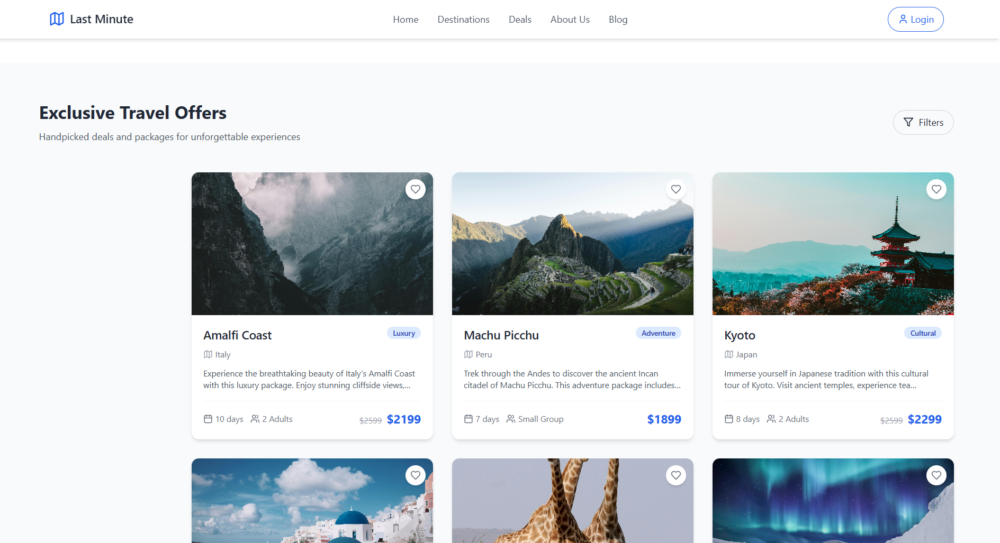 Last Minute
Home
Destinations
Deals
About Us
Blog
Login
Exclusive Travel Offers
Handpicked deals and packages for unforgettable experiences
Filters
Amalfi Coast
Luxury
Italy
Experience the breathtaking beauty of Italy's Amalfi Coast
with this luxury package. Enjoy stunning cliffside views,...
10 days
2 Adults
$2599
$2199
Machu Picchu
Adventure
Peru
Trek through the Andes to discover the ancient Incan
citadel of Machu Picchu. This adventure package includes...
7 days
Small Group
$1899
Kyoto
Cultural
Japan
Immerse yourself in Japanese tradition with this cultural
tour of Kyoto. Visit ancient temples, experience tea...
8 days
2 Adults
$2599
$2299